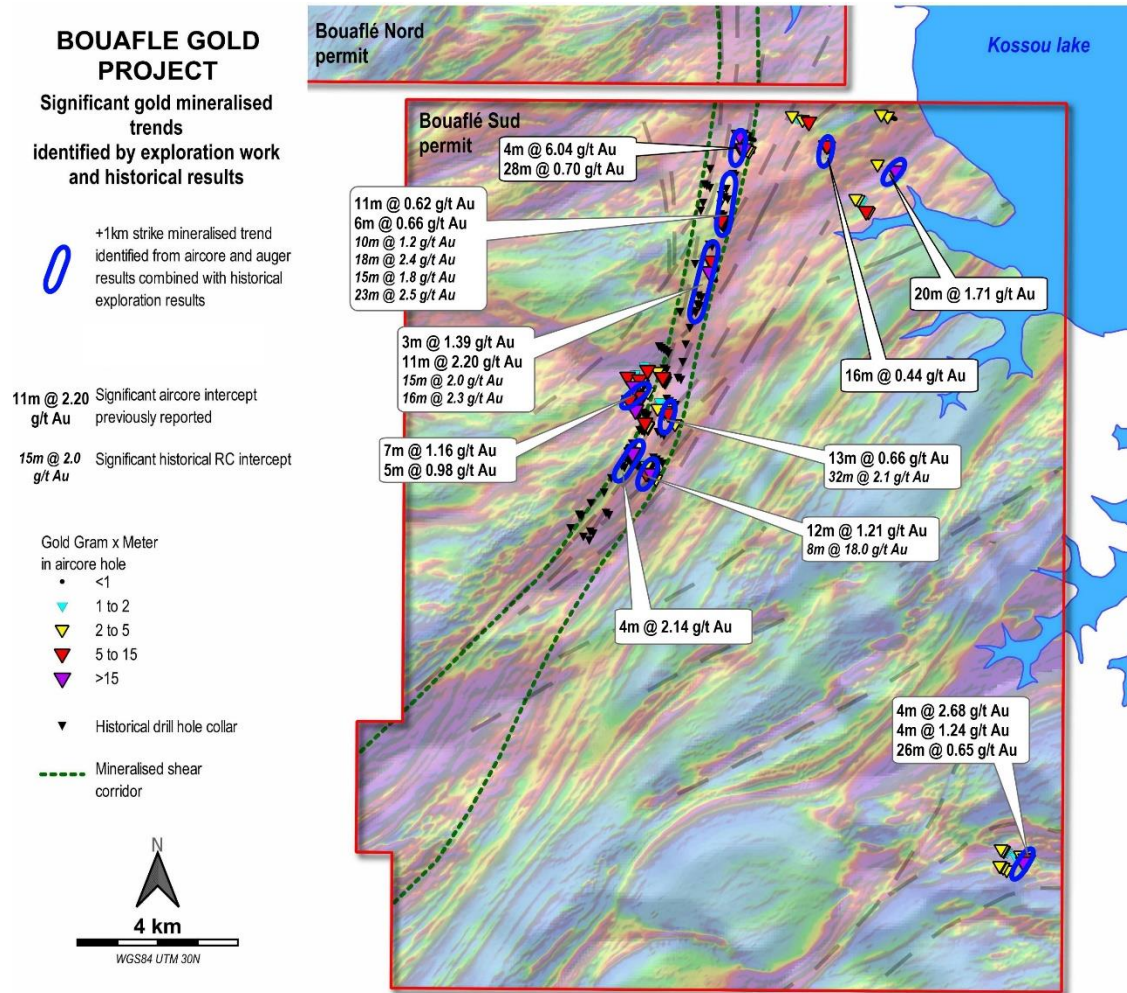 BOUAFLE GOLD
PROJECT
Significant gold mineralised
trends
identified by exploration work
and historical results
+1km strike mineralised trend
identified from aircore and auger
results combined with historical
exploration results
11m @ 2.20
g/t Au
Significant aircore intercept
previously reported
15m @ 2.0
g/t Au
Significant historical RC intercept
Gold Gram x Meter
in aircore hole
<1
1 to 2
2 to 5
5 to 15
>15
Historical drill hole collar
Mineralised shear
corridor
N
4 km
WGS84 UTM 30N
Bouaflé Nord
permit
Kossou lake
Bouaflé Sud
permit
4m @ 6.04 g/t Au
28m @ 0.70 g/t Au
11m @ 0.62 g/t Au
6m @ 0.66 g/t Au
10m @ 1.2 g/t Au
18m @ 2.4 g/t Au
15m @ 1.8 g/t Au
23m @ 2.5 g/t Au
20m @ 1.71 g/t Au
3m @ 1.39 g/t Au
11m @ 2.20 g/t Au
15m @ 2.0 g/t Au
16m @ 2.3 g/t Au
16m @ 0.44 g/t Au
7m @ 1.16 g/t Au
5m @ 0.98 g/t Au
13m @ 0.66 g/t Au
32m @ 2.1 g/t Au
12m @ 1.21 g/t Au
8m @ 18.0 g/t Au
4m @ 2.14 g/t Au
4m @ 2.68 g/t Au
4m @ 1.24 g/t Au
26m @ 0.65 g/t Au